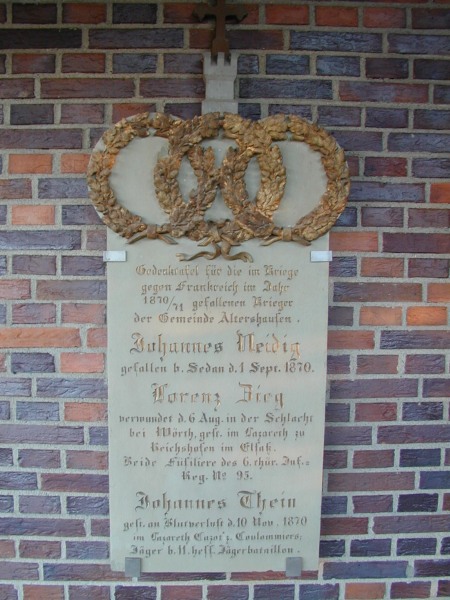 Gedenktafel für die im Kriege
gegen Frankreich im Jahr
1870/71 gefallenen Krieger
der Gemeinde Altershausen.
Johannes Neidig
gefallen b. Sedan d. 1 Sept. 1870.
Lorenz Zieg
verwundet d. 6 Aug. in der Schlacht
bei Wörth, gest. im Lazareth zu
Reichshofen im Elsaß.
Beide Füsiliere des 6. thür. Inf.=
Reg. No 95.
Johannes Thein
gest. an Blutverlust d. 10 Nov. 1870
im Lazareth Cazot z. Coulommiers;
Jäger b. 11. hess. Jägerbataillon.